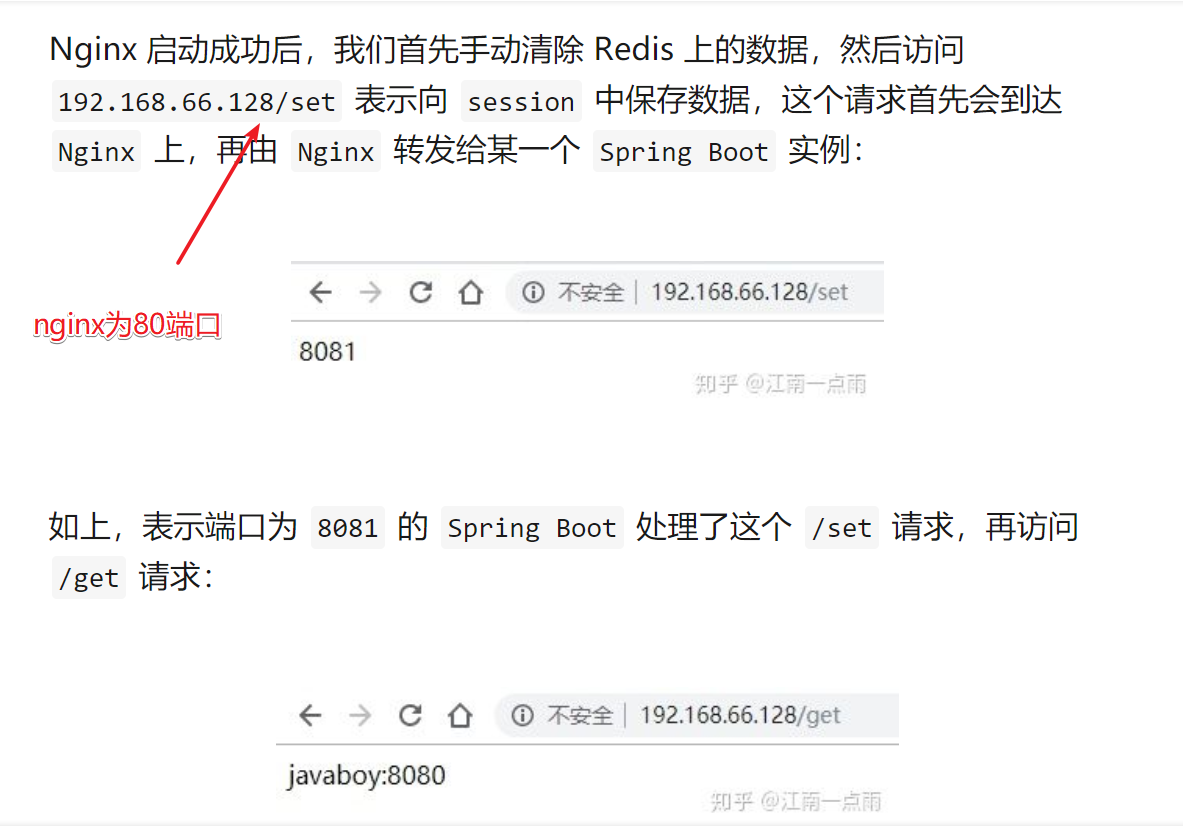 Nginx 启动成功后，我们首先手动清除 Redis 上的数据，然后访问
192.168.66.128/set 表示向 session 中保存数据，这个请求首先会到达
Nginx 上，再由 Nginx 转发给某一个 Spring Boot 实例：
不安全 | 192.168.66.128/set
nginx为80端口
8081
知乎 @江南一点雨
如上，表示端口为 8081 的 Spring Boot 处理了这个 /set 请求，再访问
/get 请求：
不安全 | 192.168.66.128/get
javaboy:8080
知乎 @江南一点雨